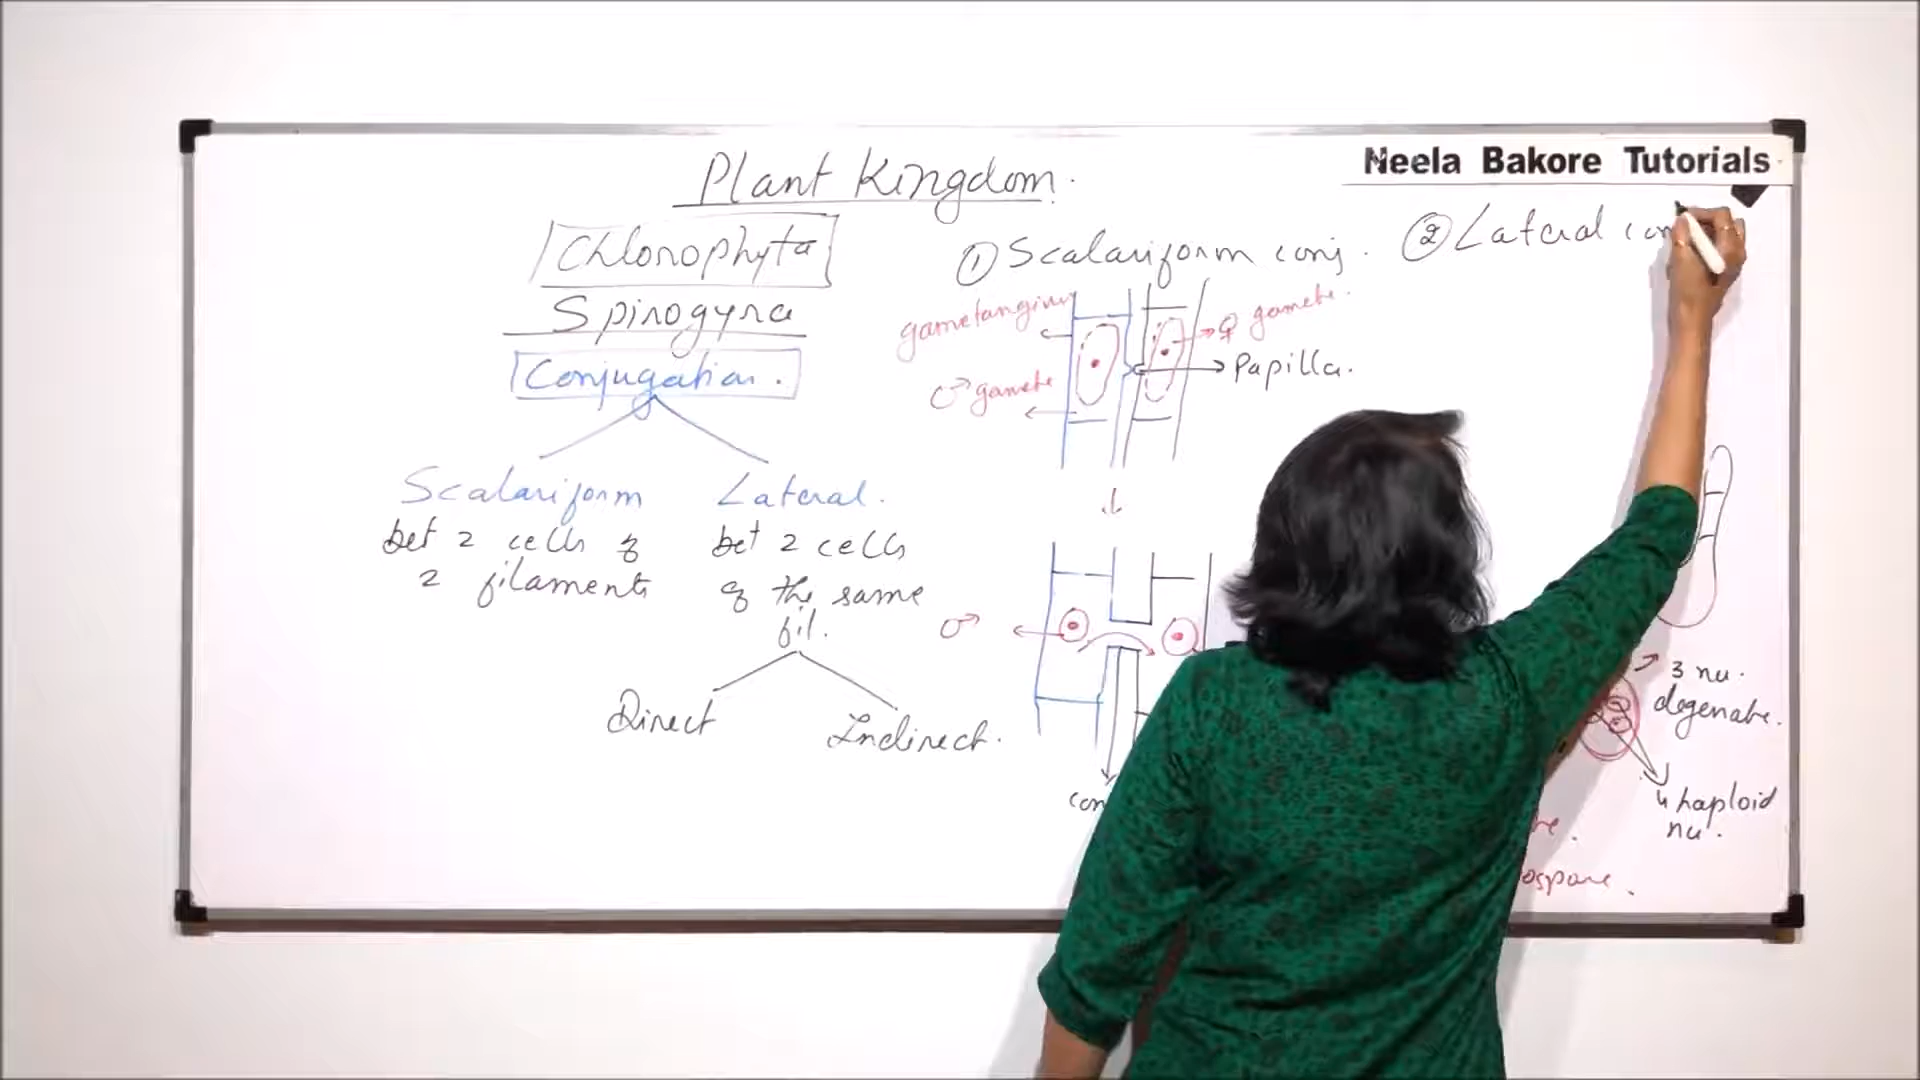 Neela Bakore Tutorials
Plant Kingdom.
Chlorophyta
Spirogyra
Conjugation.
Scalariform
bet 2 cells of
2 filaments
Lateral.
bet 2 cells
of the same
fil.
Direct
Indirect.
① Scalariform conj.
gametangium
♂ gamete
♀ gamete.
Papilla.
♂
② Lateral con
3 nu.
degenate.
4 haploid
nu.